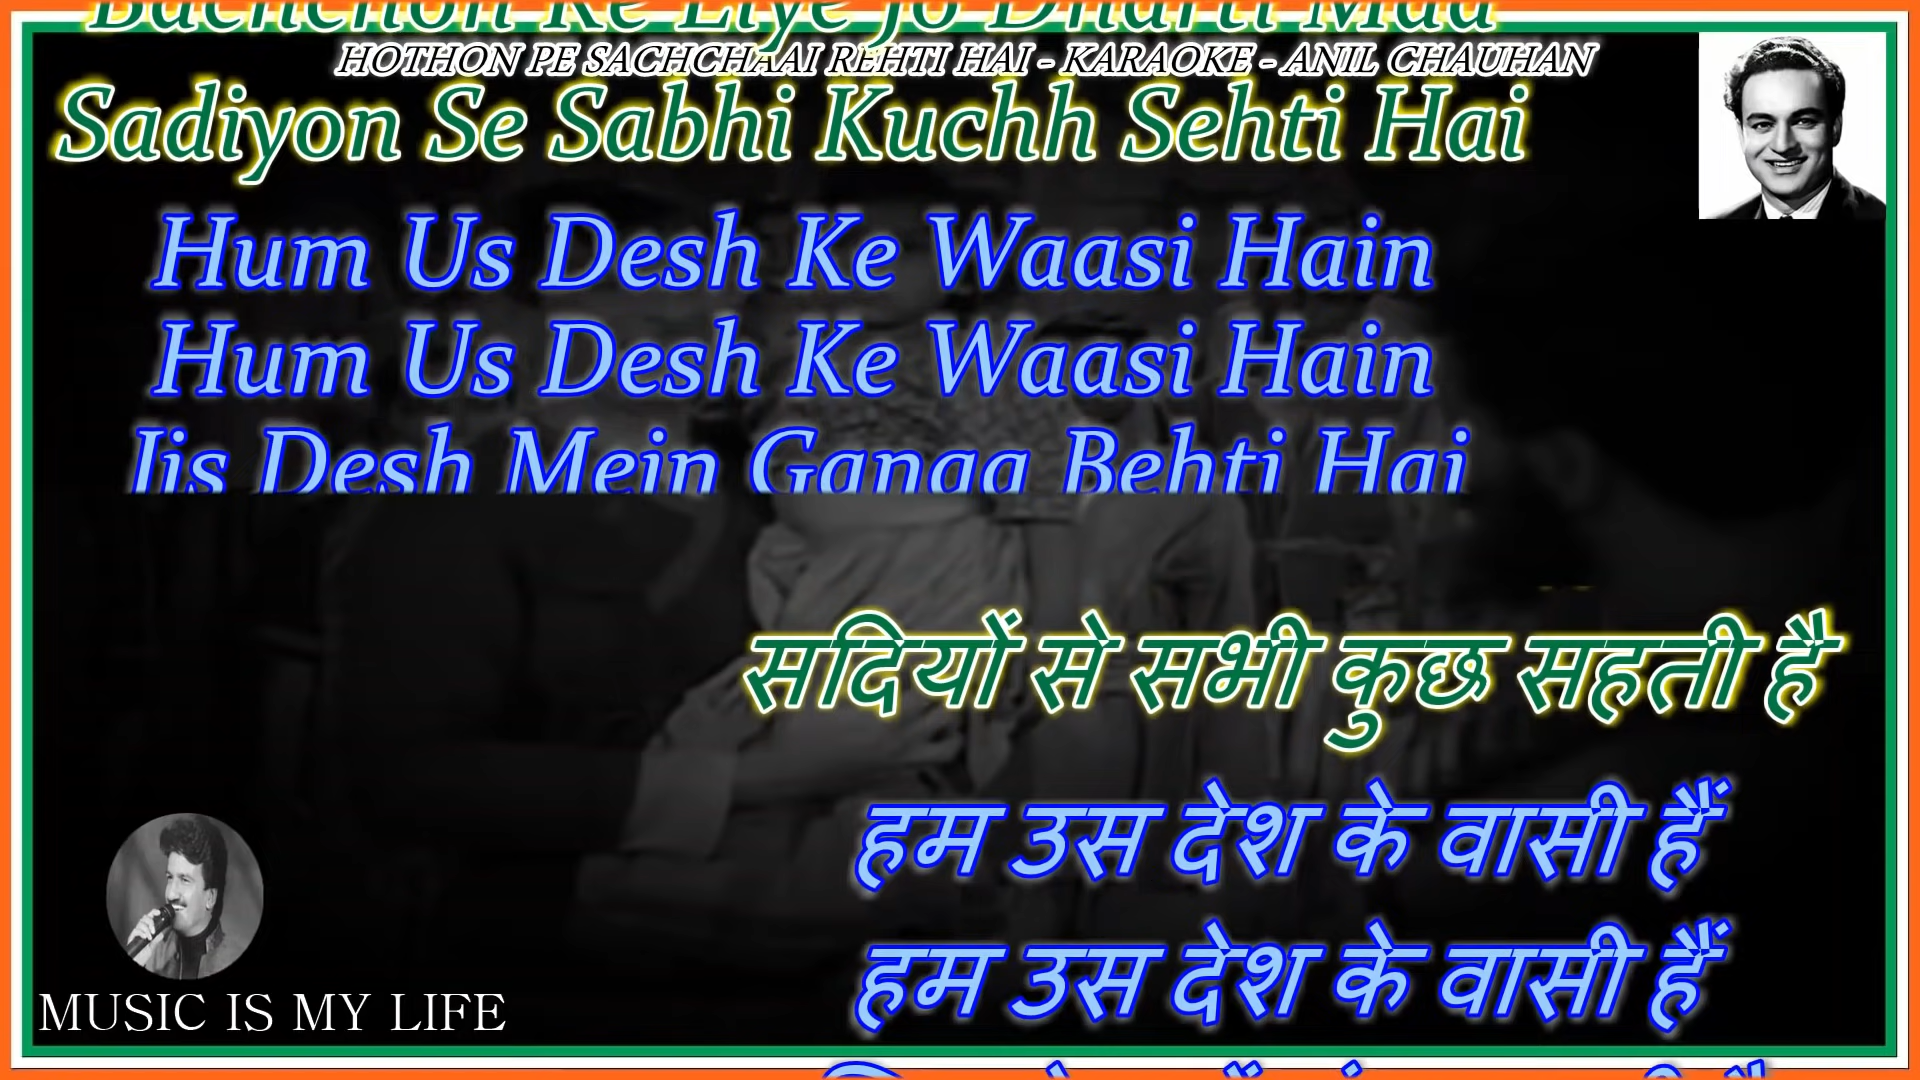 Bachchon Ke Liye Jo Dharti Maa
HOTHON PE SACHCHAAI REHTI HAI - KARAOKE - ANIL CHAUHAN
Sadiyon Se Sabhi Kuchh Sehti Hai
Hum Us Desh Ke Waasi Hain
Hum Us Desh Ke Waasi Hain
Jis Desh Mein Ganga Behti Hai
सदियों से सभी कुछ सहती है
हम उस देश के वासी हैं
हम उस देश के वासी हैं
MUSIC IS MY LIFE